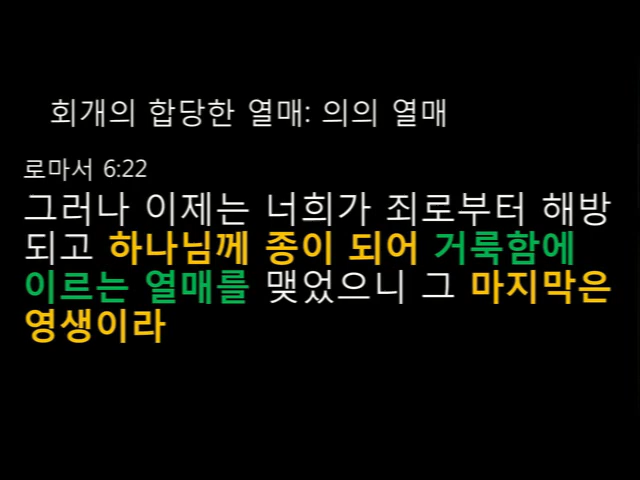 회개의 합당한 열매: 의의 열매
로마서 6:22
그러나 이제는 너희가 죄로부터 해방
되고 하나님께 종이 되어 거룩함에
이르는 열매를 맺었으니 그 마지막은
영생이라